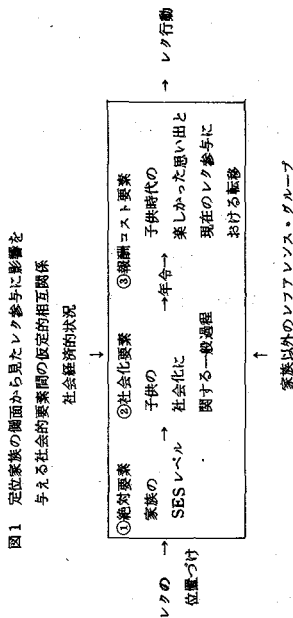 図1 定位家族の側面から見たレク参与に影響を
与える社会的要素間の仮定的相互関係
社会経済的状況
↓
①絶対要素 ②社会化要素 ③報酬コスト要素
レクの → 家族の → 子供の →年令→ 子供時代の → レク行動
位置づけ SESレベル 社会化に 楽しかった思い出と
関する一般過程 現在のレク参与に
おける転移
↑
家族以外のレファレンス・グループ